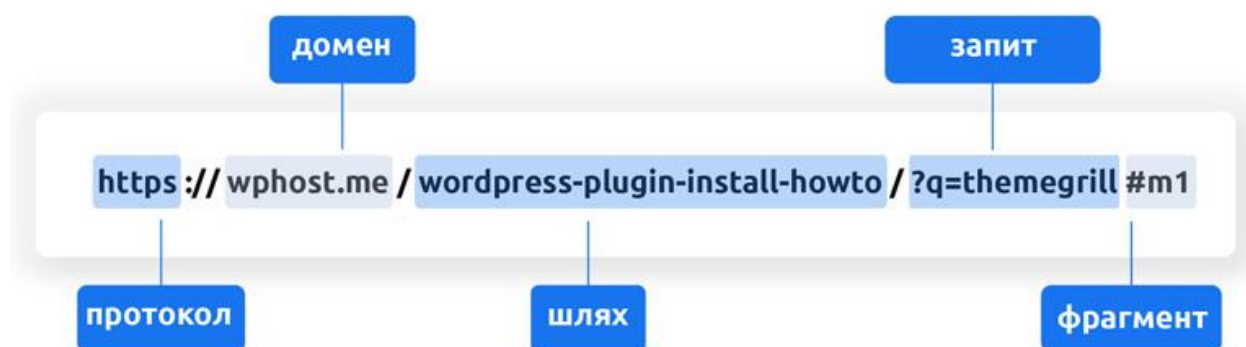 домен запит
https :// wphost.me / wordpress-plugin-install-howto / ?q=themegrill #m1
протокол шлях фрагмент